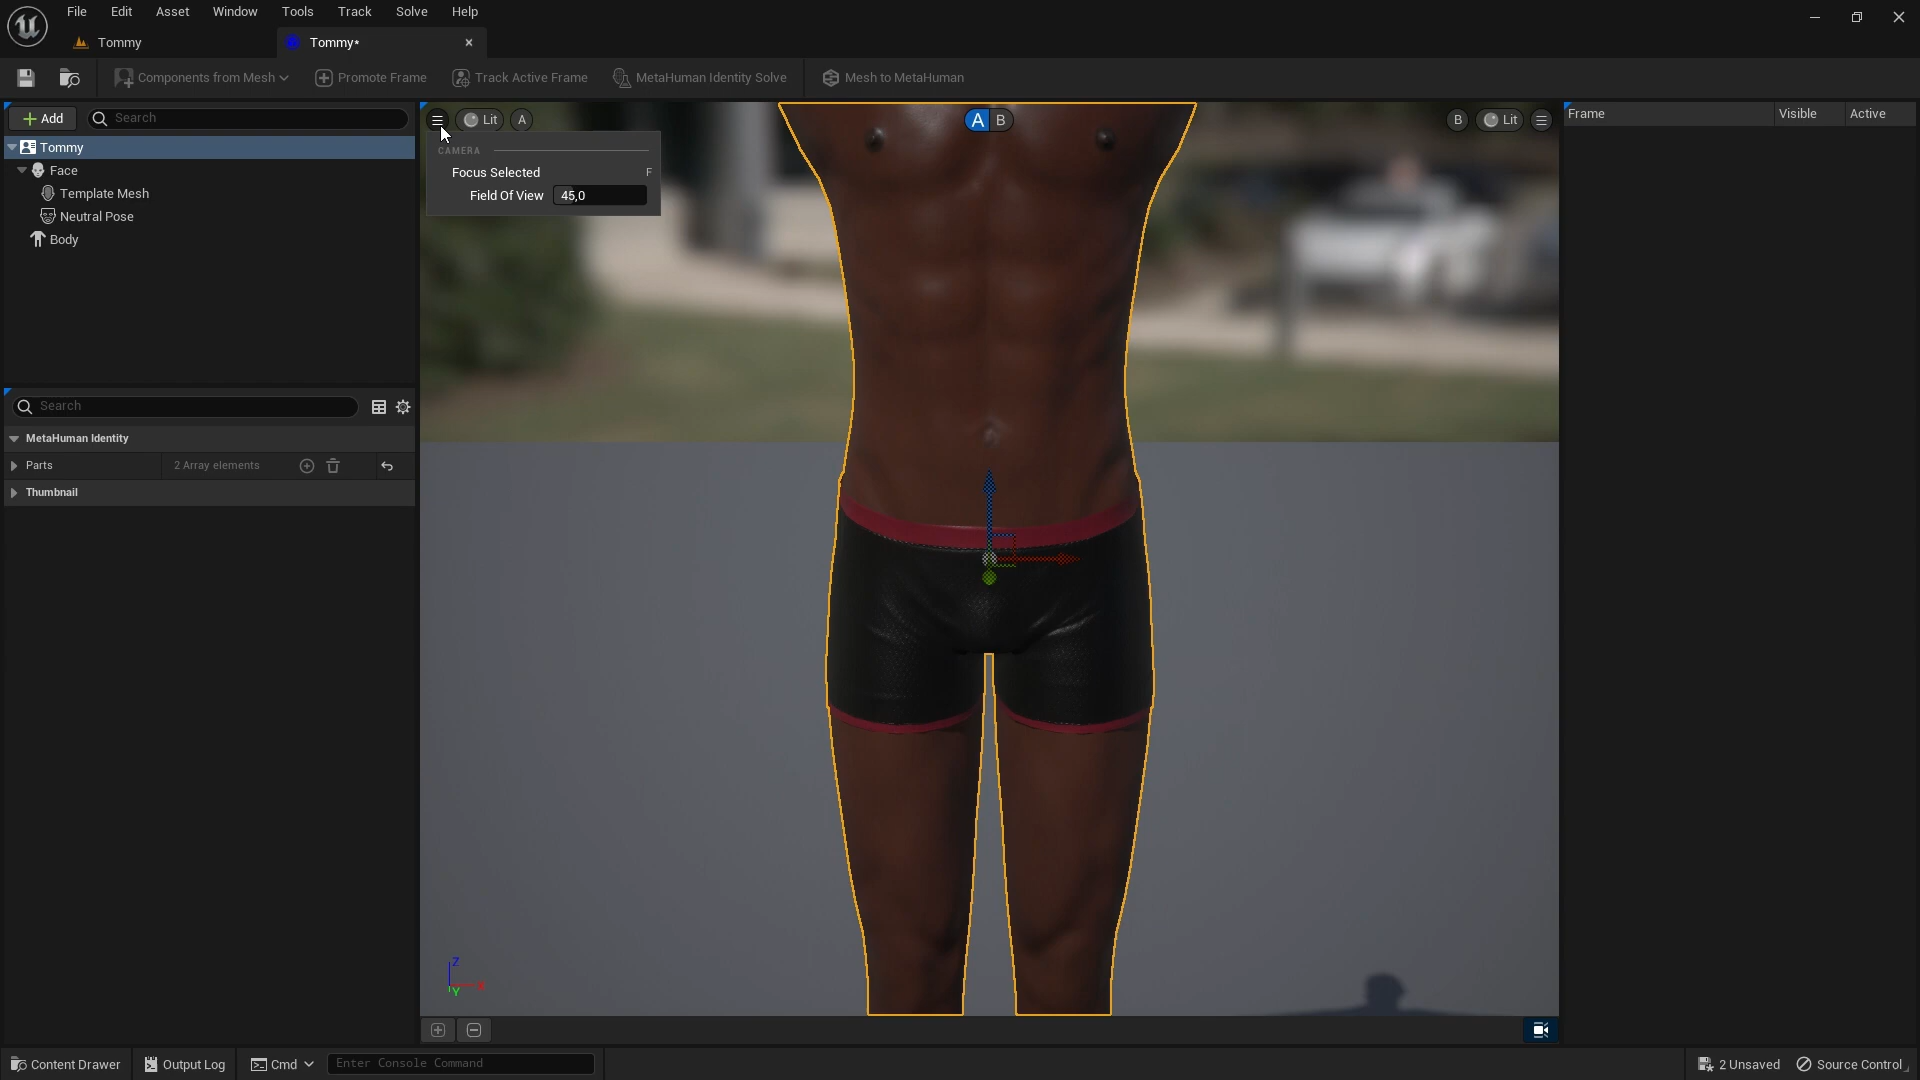 File Edit Asset Window Tools Track Solve Help
Tommy
Tommy*
Components from Mesh
Promote Frame
Track Active Frame
MetaHuman Identity Solve
Mesh to MetaHuman
Add
Search
Tommy
Face
Template Mesh
Neutral Pose
Body
Search
MetaHuman Identity
Parts
2 Array elements
Thumbnail
Lit
A
CAMERA
Focus Selected F
Field Of View 45,0
A B
B
Lit
Frame Visible Active
Z
X
Y
Content Drawer
Output Log
Cmd
Enter Console Command
2 Unsaved
Source Control